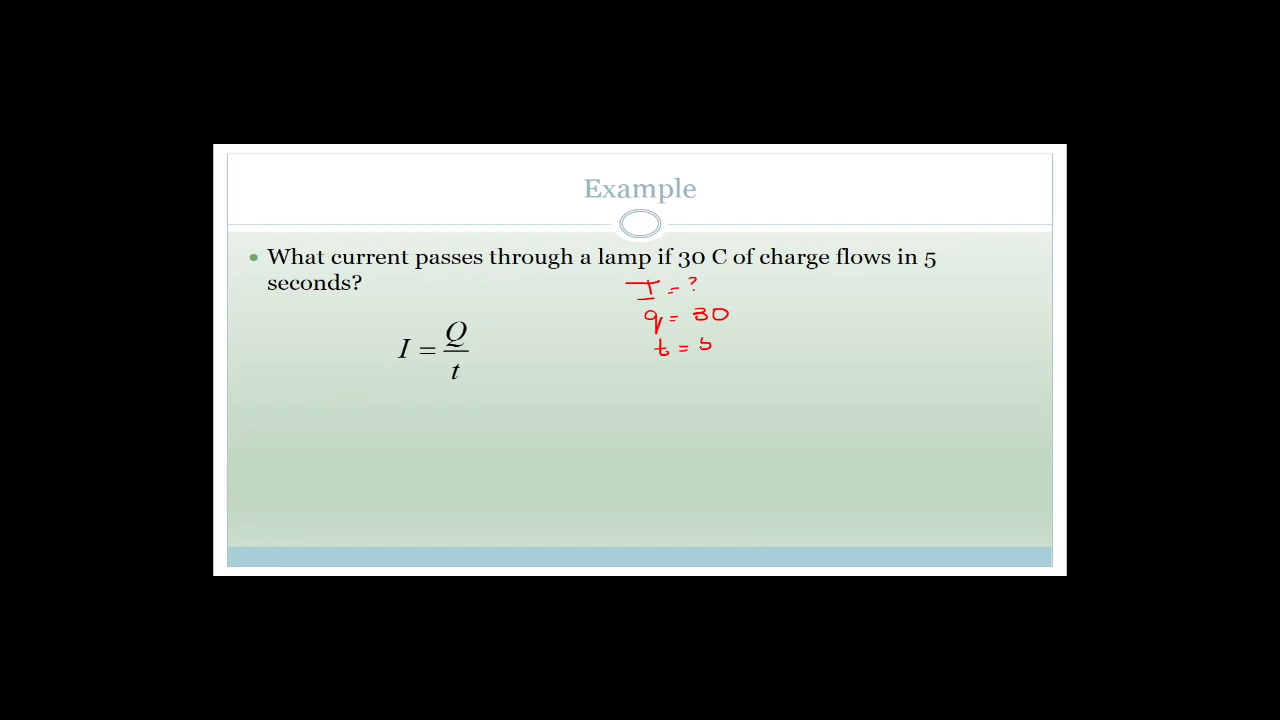 Example
• What current passes through a lamp if 30 C of charge flows in 5
seconds?
I = ?
q = 30
t = 5
I = Q/t